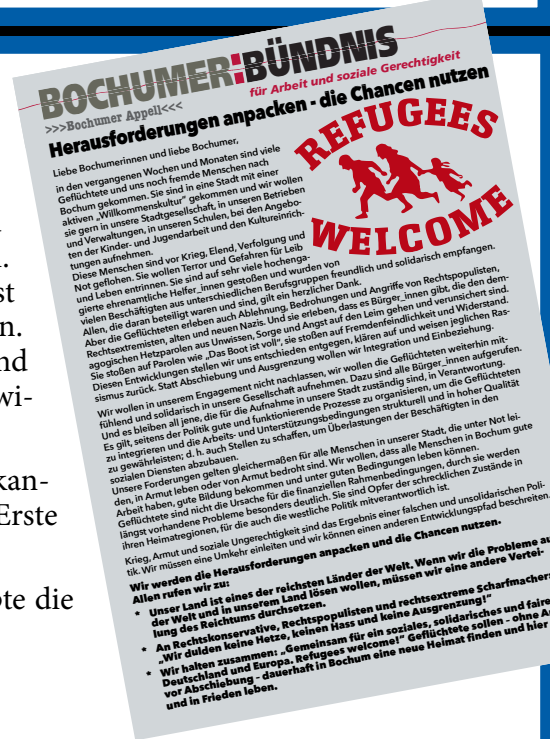 BOCHUMER:BÜNDNIS
für Arbeit und soziale Gerechtigkeit
>>>Bochumer Appell<<<
Herausforderungen anpacken - die Chancen nutzen
Liebe Bochumerinnen und liebe Bochumer,
in den vergangenen Wochen und Monaten sind viele
Geflüchtete und uns noch fremde Menschen nach
Bochum gekommen. Sie sind in eine Stadt mit einer
aktiven „Willkommenskultur" gekommen und wir wollen
sie gern in unsere Stadtgesellschaft, in unseren Betrieben
und Verwaltungen, in unseren Schulen, bei den Angebo-
ten der Kinder- und Jugendarbeit und den Kultureinrich-
tungen aufnehmen.
REFUGEES
WELCOME
Diese Menschen sind vor Krieg, Elend, Verfolgung und
Not geflohen. Sie wollen Terror und Gefahren für Leib
und Leben entrinnen. Sie sind auf sehr viele hochenga-
gierte ehrenamtliche Helfer_innen gestoßen und wurden von
vielen Beschäftigten aus unterschiedlichen Berufsgruppen freundlich und solidarisch empfangen.
Allen, die daran beteiligt waren und sind, gilt ein herzlicher Dank.
Aber die Geflüchteten erleben auch Ablehnung, Bedrohungen und Angriffe von Rechtspopulisten,
Rechtsextremisten, alten und neuen Nazis. Und sie erleben, dass es Bürger_innen gibt, die den dem-
agogischen Hetzparolen aus Unwissen, Sorge und Angst auf den Leim gehen und verunsichert sind.
Sie stoßen auf Parolen wie „Das Boot ist voll", sie stoßen auf Fremdenfeindlichkeit und Widerstand.
Diesen Entwicklungen stellen wir uns entschieden entgegen, klären auf und weisen jeglichen Ras-
sismus zurück. Statt Abschiebung und Ausgrenzung wollen wir Integration und Einbeziehung.
Wir wollen in unserem Engagement nicht nachlassen, wir wollen die Geflüchteten weiterhin mit-
fühlend und solidarisch in unsere Gesellschaft aufnehmen. Dazu sind alle Bürger_innen aufgerufen.
Und es bleiben all jene, die für die Aufnahme in unsere Stadt zuständig sind, in Verantwortung.
Es gilt, seitens der Politik gute und funktionierende Prozesse zu organisieren, um die Geflüchteten
zu integrieren und die Arbeits- und Unterstützungsbedingungen strukturell und in hoher Qualität
zu gewährleisten; d. h. auch Stellen zu schaffen, um Überlastungen der Beschäftigten in den
sozialen Diensten abzubauen.
Unsere Forderungen gelten gleichermaßen für alle Menschen in unserer Stadt, die unter Not lei-
den, in Armut leben oder von Armut bedroht sind. Wir wollen, dass alle Menschen in Bochum gute
Arbeit haben, gute Bildung bekommen und unter guten Bedingungen leben können.
Geflüchtete sind nicht die Ursache für die finanziellen Rahmenbedingungen, durch sie werden
längst vorhandene Probleme besonders deutlich. Sie sind Opfer der schrecklichen Zustände in
ihren Heimatregionen, für die auch die westliche Politik mitverantwortlich ist.
Krieg, Armut und soziale Ungerechtigkeit sind das Ergebnis einer falschen und unsolidarischen Poli-
tik. Wir müssen eine Umkehr einleiten und wir können einen anderen Entwicklungspfad beschreiten.
Wir werden die Herausforderungen anpacken und die Chancen nutzen.
Allen rufen wir zu:
* Unser Land ist eines der reichsten Länder der Welt. Wenn wir die Probleme au
der Welt und in unserem Land lösen wollen, müssen wir eine andere Vertei-
lung des Reichtums durchsetzen.
* An Rechtskonservative, Rechtspopulisten und rechtsextreme Scharfmacher
„Wir dulden keine Hetze, keinen Hass und keine Ausgrenzung!"
* Wir halten zusammen: „Gemeinsam für ein soziales, solidarisches und faire
Deutschland und Europa. Refugees welcome!" Geflüchtete sollen - ohne A
vor Abschiebung - dauerhaft in Bochum eine neue Heimat finden und hier
und in Frieden leben.
st
n.
nd
wi-
kan-
Erste
te die